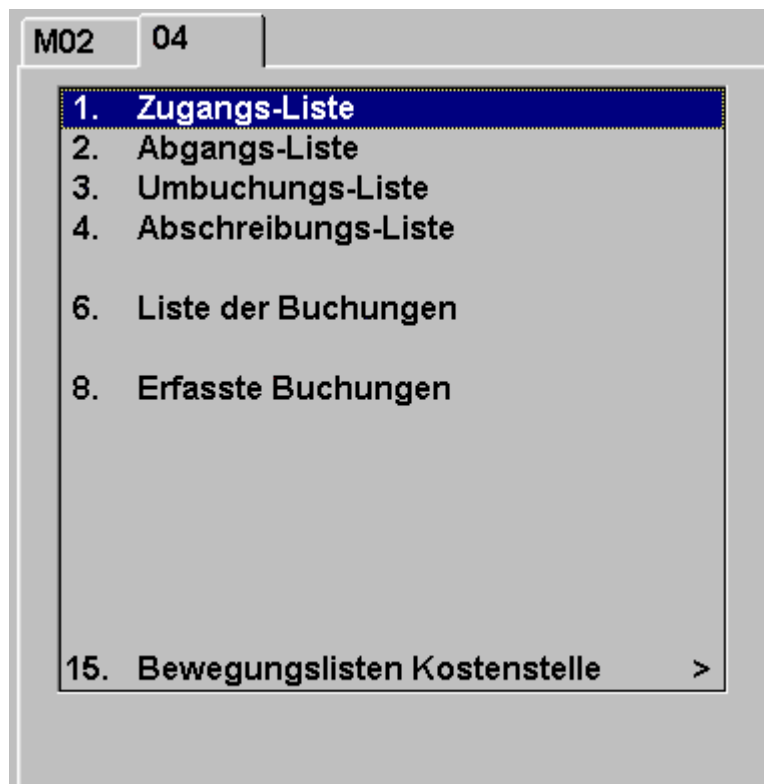 M02 04
1. Zugangs-Liste
2. Abgangs-Liste
3. Umbuchungs-Liste
4. Abschreibungs-Liste
6. Liste der Buchungen
8. Erfasste Buchungen
15. Bewegungslisten Kostenstelle >